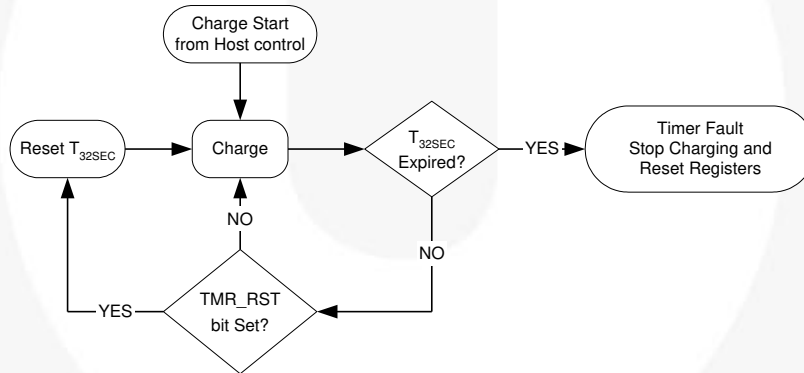 Charge Start
from Host control
Reset T32SEC
Charge
T32SEC
Expired?
YES
Timer Fault
Stop Charging and
Reset Registers
NO
NO
TMR_RST
bit Set?
YES